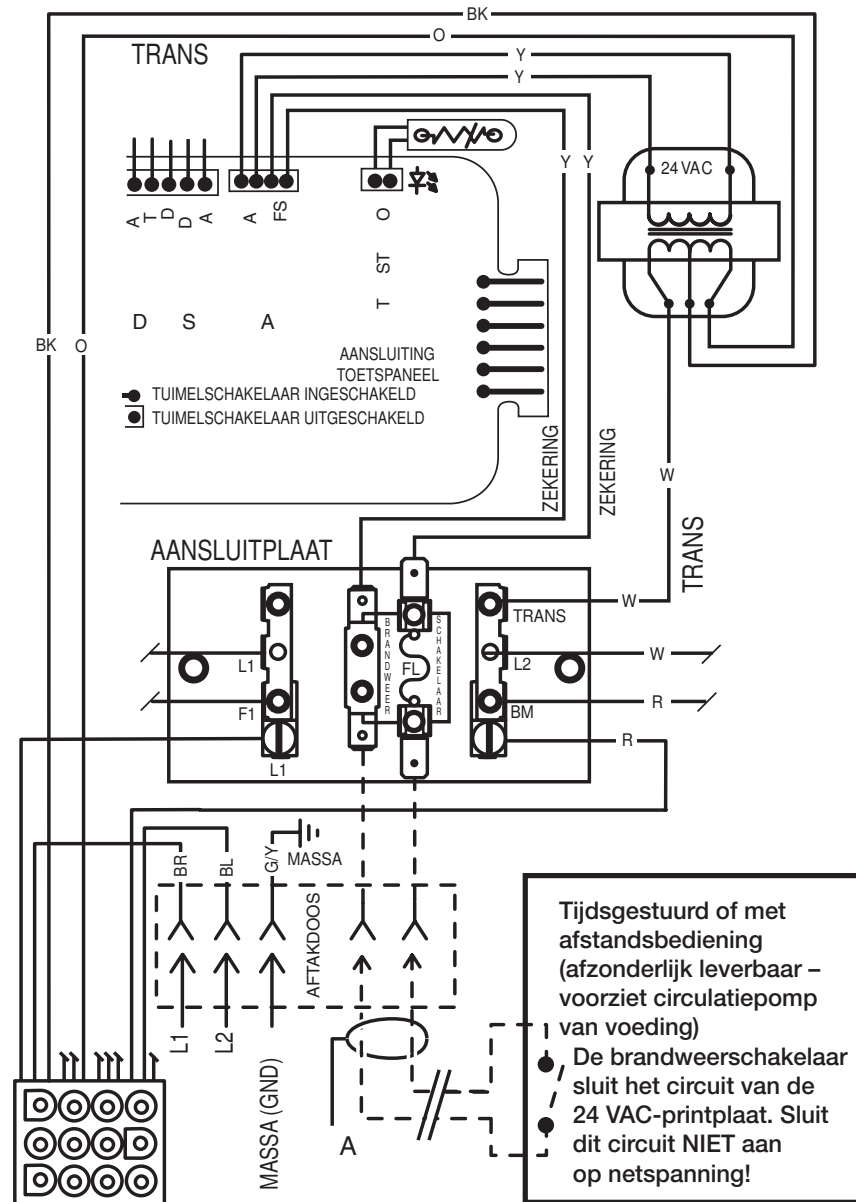 BK
O
TRANS
Y
Y
Y Y
24 VAC
A
T
D
D
A
A
FS
O
ST
T
D S A
BK O
AANSLUITING
TOETSPANEEL
TUIMELSCHAKELAAR INGESCHAKELD
TUIMELSCHAKELAAR UITGESCHAKELD
ZEKERING
ZEKERING
W
TRANS
AANSLUITPLAAT
W
TRANS
BRANDWEER
SCHAKELAAR
L1
FL
L2
W
F1
BM
R
L1
R
BR
BL
G/Y
MASSA
AFTAKDOOS
L1
L2
MASSA (GND)
A
Tijdsgestuurd of met
afstandsbediening
(afzonderlijk leverbaar –
voorziet circulatiepomp
van voeding)
De brandweerschakelaar
sluit het circuit van de
24 VAC-printplaat. Sluit
dit circuit NIET aan
op netspanning!